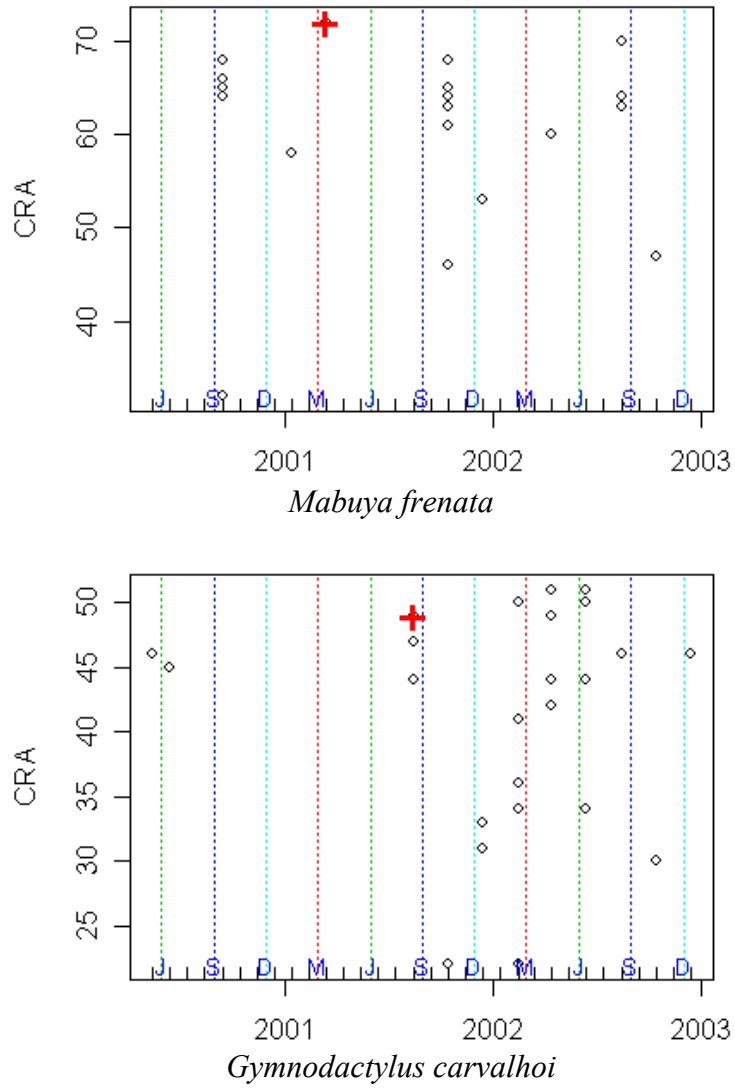 70
60
50
40
CRA
J S D M J S D M J S D
2001 2002 2003
Mabuya frenata
50
45
40
35
30
25
CRA
J S D M J S D M J S D
2001 2002 2003
Gymnodactylus carvalhoi